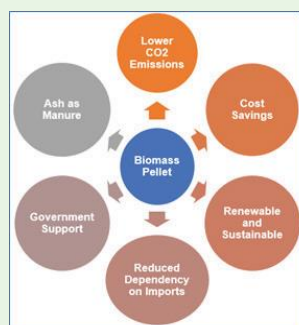 Lower
CO2
Emissions
Ash as
Manure
Cost
Savings
Biomass
Pellet
Government
Support
Renewable
and
Sustainable
Reduced
Dependency
on Imports